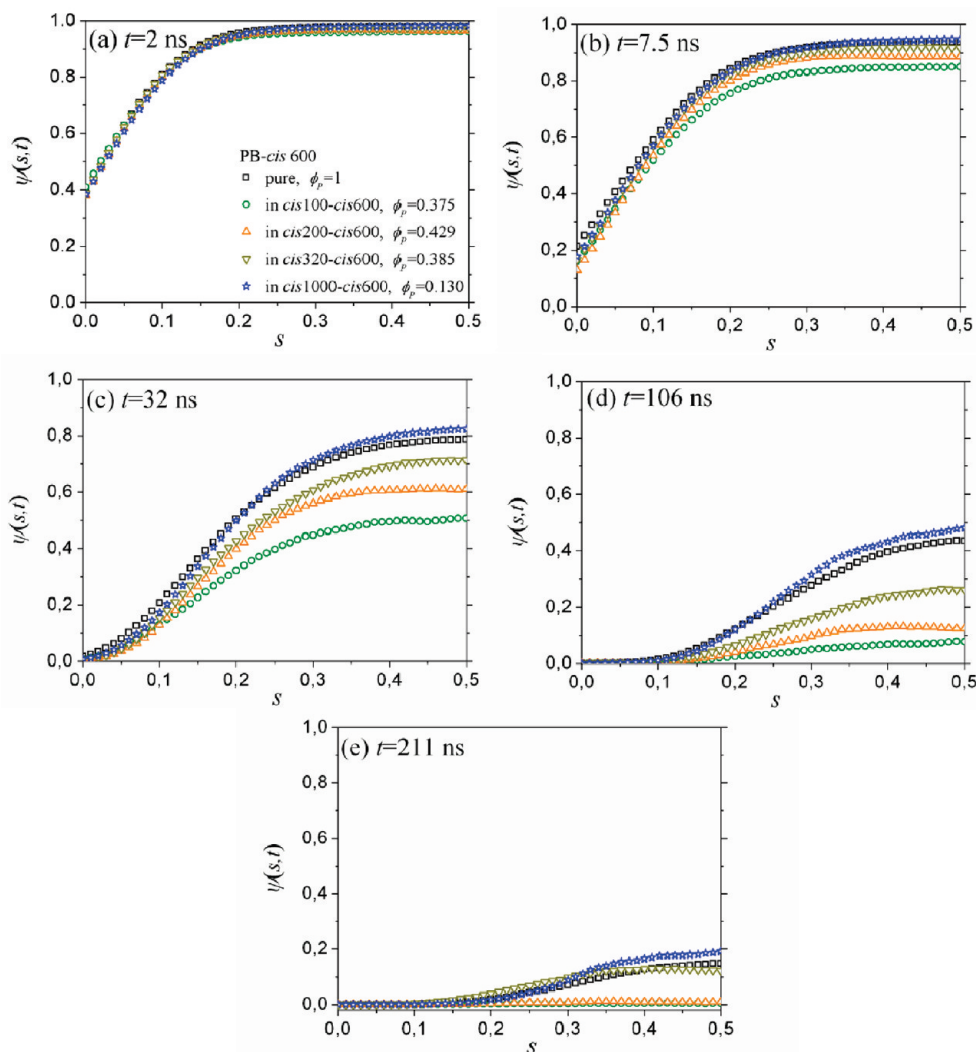 (a) t=2 ns
1.0
0.8
0.6
0.4
0.2
0.0
ψ(s,t)
PB-cis 600
pure, ϕp=1
in cis100-cis600, ϕp=0.375
in cis200-cis600, ϕp=0.429
in cis320-cis600, ϕp=0.385
in cis1000-cis600, ϕp=0.130
0.0 0.1 0.2 0.3 0.4 0.5
s
(b) t=7.5 ns
1.0
0.8
0.6
0.4
0.2
0.0
ψ(s,t)
0.0 0.1 0.2 0.3 0.4 0.5
s
(c) t=32 ns
1,0
0,8
0,6
0,4
0,2
0,0
ψ(s,t)
0,0 0,1 0,2 0,3 0,4 0,5
s
(d) t=106 ns
1,0
0,8
0,6
0,4
0,2
0,0
ψ(s,t)
0,0 0,1 0,2 0,3 0,4 0,5
s
(e) t=211 ns
1,0
0,8
0,6
0,4
0,2
0,0
ψ(s,t)
0,0 0,1 0,2 0,3 0,4 0,5
s